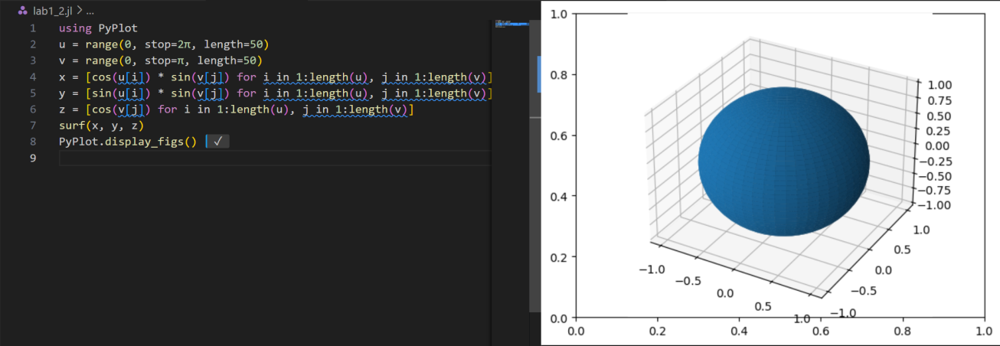 lab1_2.jl > ...
1 using PyPlot
2 u = range(0, stop=2π, length=50)
3 v = range(0, stop=π, length=50)
4 x = [cos(u[i]) * sin(v[j]) for i in 1:length(u), j in 1:length(v)]
5 y = [sin(u[i]) * sin(v[j]) for i in 1:length(u), j in 1:length(v)]
6 z = [cos(v[j]) for i in 1:length(u), j in 1:length(v)]
7 surf(x, y, z)
8 PyPlot.display_figs() ✓
9
1.0
0.8
0.6
0.4
0.2
0.0
0.0 0.2 0.4 0.6 0.8 1.0
1.00
0.75
0.50
0.25
0.00
−0.25
−0.50
−0.75
−1.00
−1.0
−0.5
0.0
0.5
1.0
1.0
0.5
0.0
−0.5
−1.0